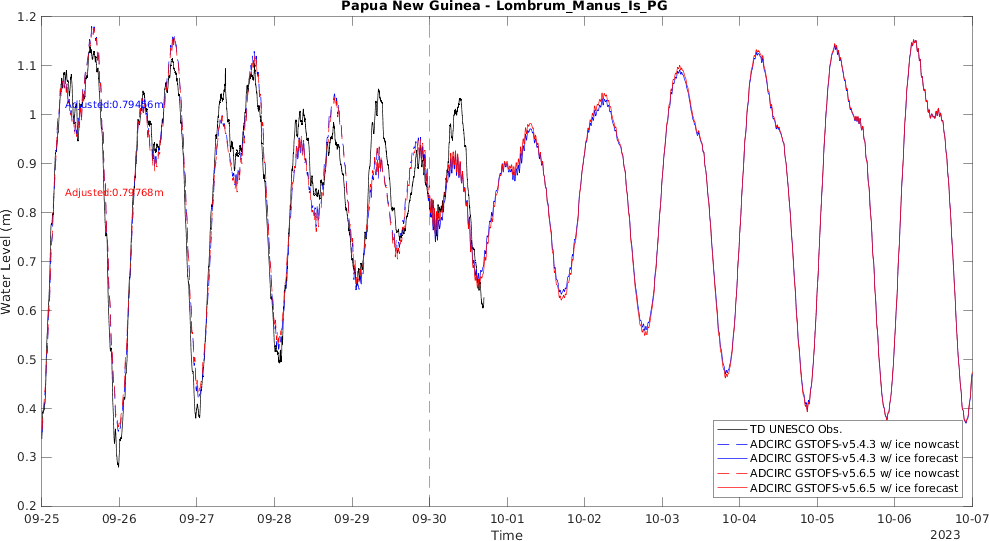 Papua New Guinea - Lombrum_Manus_Is_PG
1.2
1.1
1
0.9
0.8
0.7
0.6
0.5
0.4
0.3
0.2
Water Level (m)
Adjusted:0.79456m
Adjusted:0.79768m
TD UNESCO Obs.
ADCIRC GSTOFS-v5.4.3 w/ ice nowcast
ADCIRC GSTOFS-v5.4.3 w/ ice forecast
ADCIRC GSTOFS-v5.6.5 w/ ice nowcast
ADCIRC GSTOFS-v5.6.5 w/ ice forecast
09-25 09-26 09-27 09-28 09-29 09-30 10-01 10-02 10-03 10-04 10-05 10-06 10-07
Time
2023